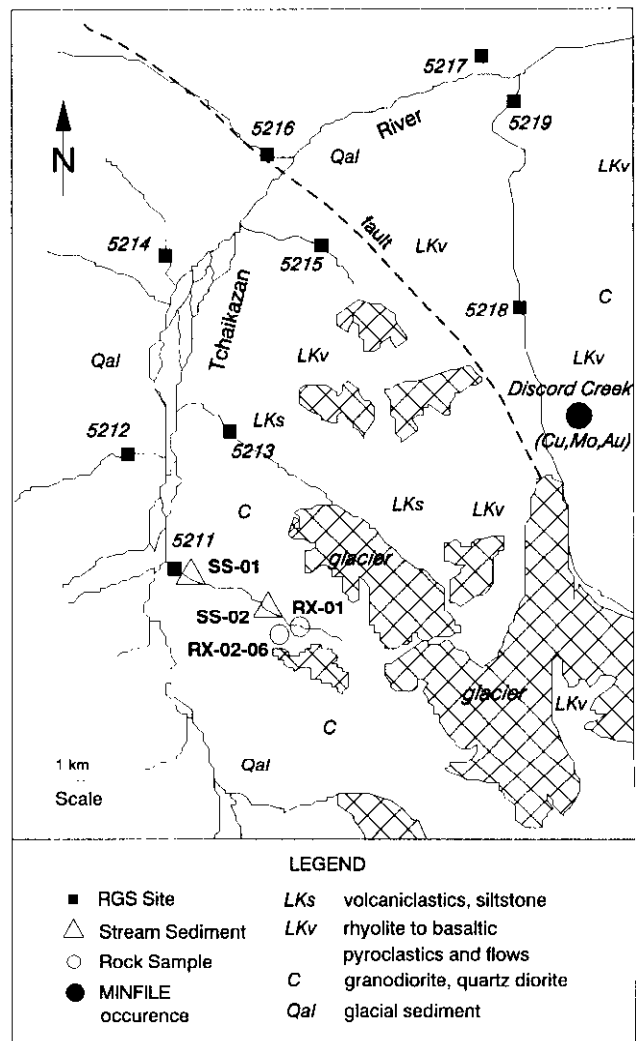 5217
River
5219
5216
N
Qal
LKv
fault
5214
LKv
5215
C
5218
Tchaikazan
LKv
LKv
Qal
Discord Creek
LKs
5212
5213
(Cu,Mo,Au)
LKs
LKv
C
5211
SS-01
glacier
SS-02
RX-01
RX-02-06
glacier
LKv
C
1 km
Qal
Scale
LEGEND
RGS Site
Stream Sediment
Rock Sample
MINFILE
occurence
LKs volcaniclastics, siltstone
LKv rhyolite to basaltic
pyroclastics and flows
C granodiorite, quartz diorite
Qal glacial sediment